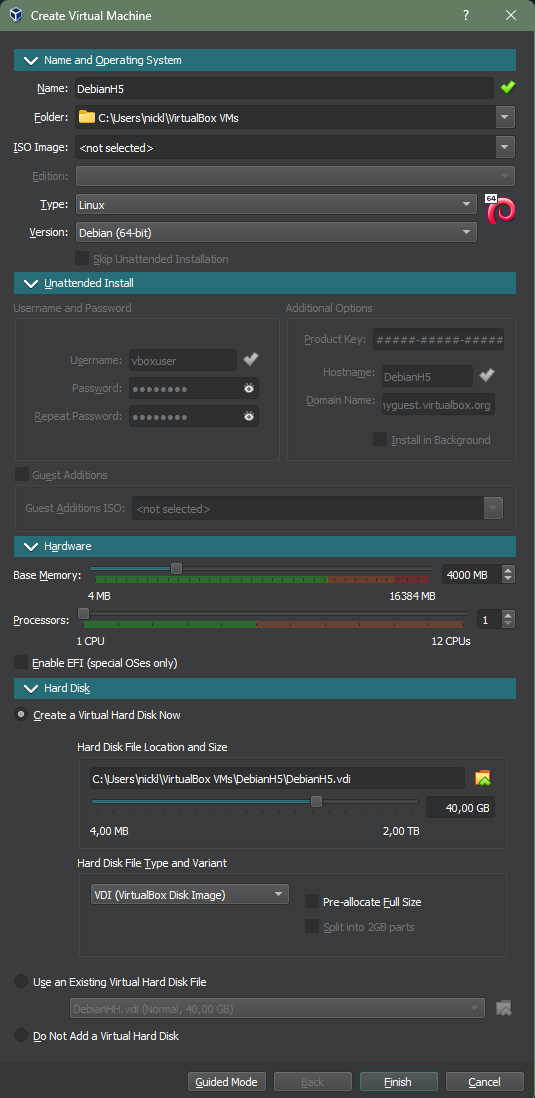 Create Virtual Machine
?
Name and Operating System
Name: DebianH5
Folder: C:\Users\nickl\VirtualBox VMs
ISO Image: <not selected>
Edition:
Type: Linux
64
Version: Debian (64-bit)
Skip Unattended Installation
Unattended Install
Username and Password
Additional Options
Product Key: #####-#####-#####
Username: vboxuser
Hostname: DebianH5
Password: ●●●●●●●●
Domain Name: nyguest.virtualbox.org
Repeat Password: ●●●●●●●●
Install in Background
Guest Additions
Guest Additions ISO: <not selected>
Hardware
Base Memory: 4000 MB
4 MB 16384 MB
Processors: 1
1 CPU 12 CPUs
Enable EFI (special OSes only)
Hard Disk
Create a Virtual Hard Disk Now
Hard Disk File Location and Size
C:\Users\nickl\VirtualBox VMs\DebianH5\DebianH5.vdi
40,00 GB
4,00 MB 2,00 TB
Hard Disk File Type and Variant
VDI (VirtualBox Disk Image)
Pre-allocate Full Size
Split into 2GB parts
Use an Existing Virtual Hard Disk File
DebianHH.vdi (Normal, 40,00 GB)
Do Not Add a Virtual Hard Disk
Guided Mode Back Finish Cancel